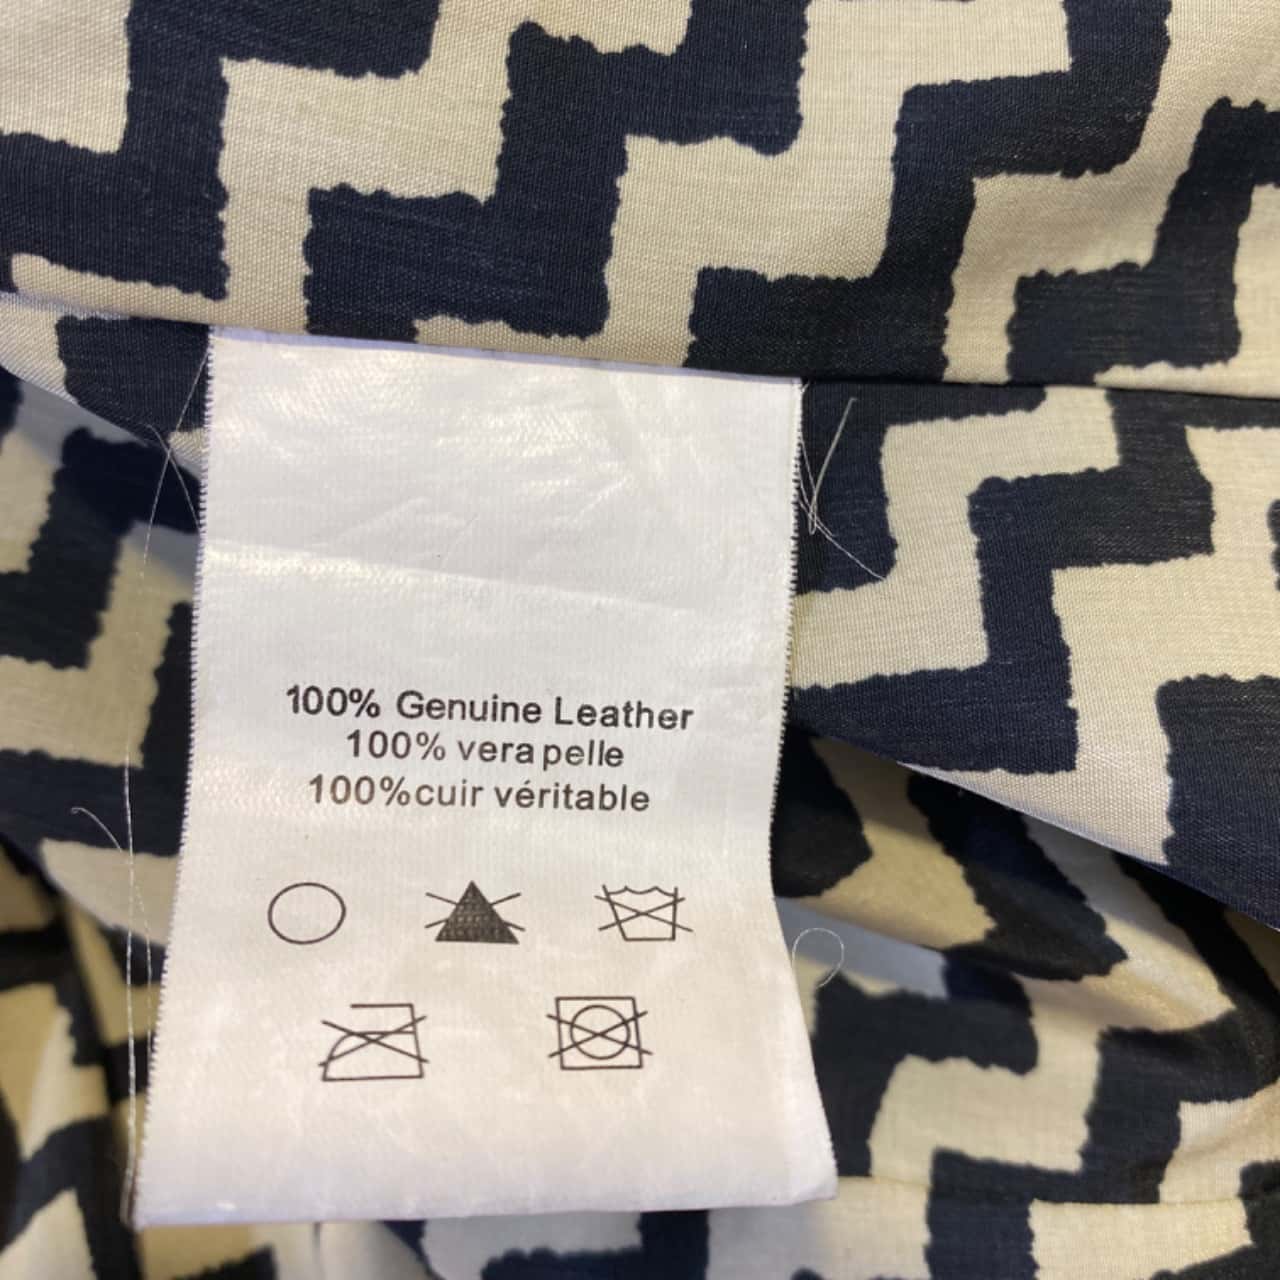 100% Genuine Leather
100% vera pelle
100%cuir véritable